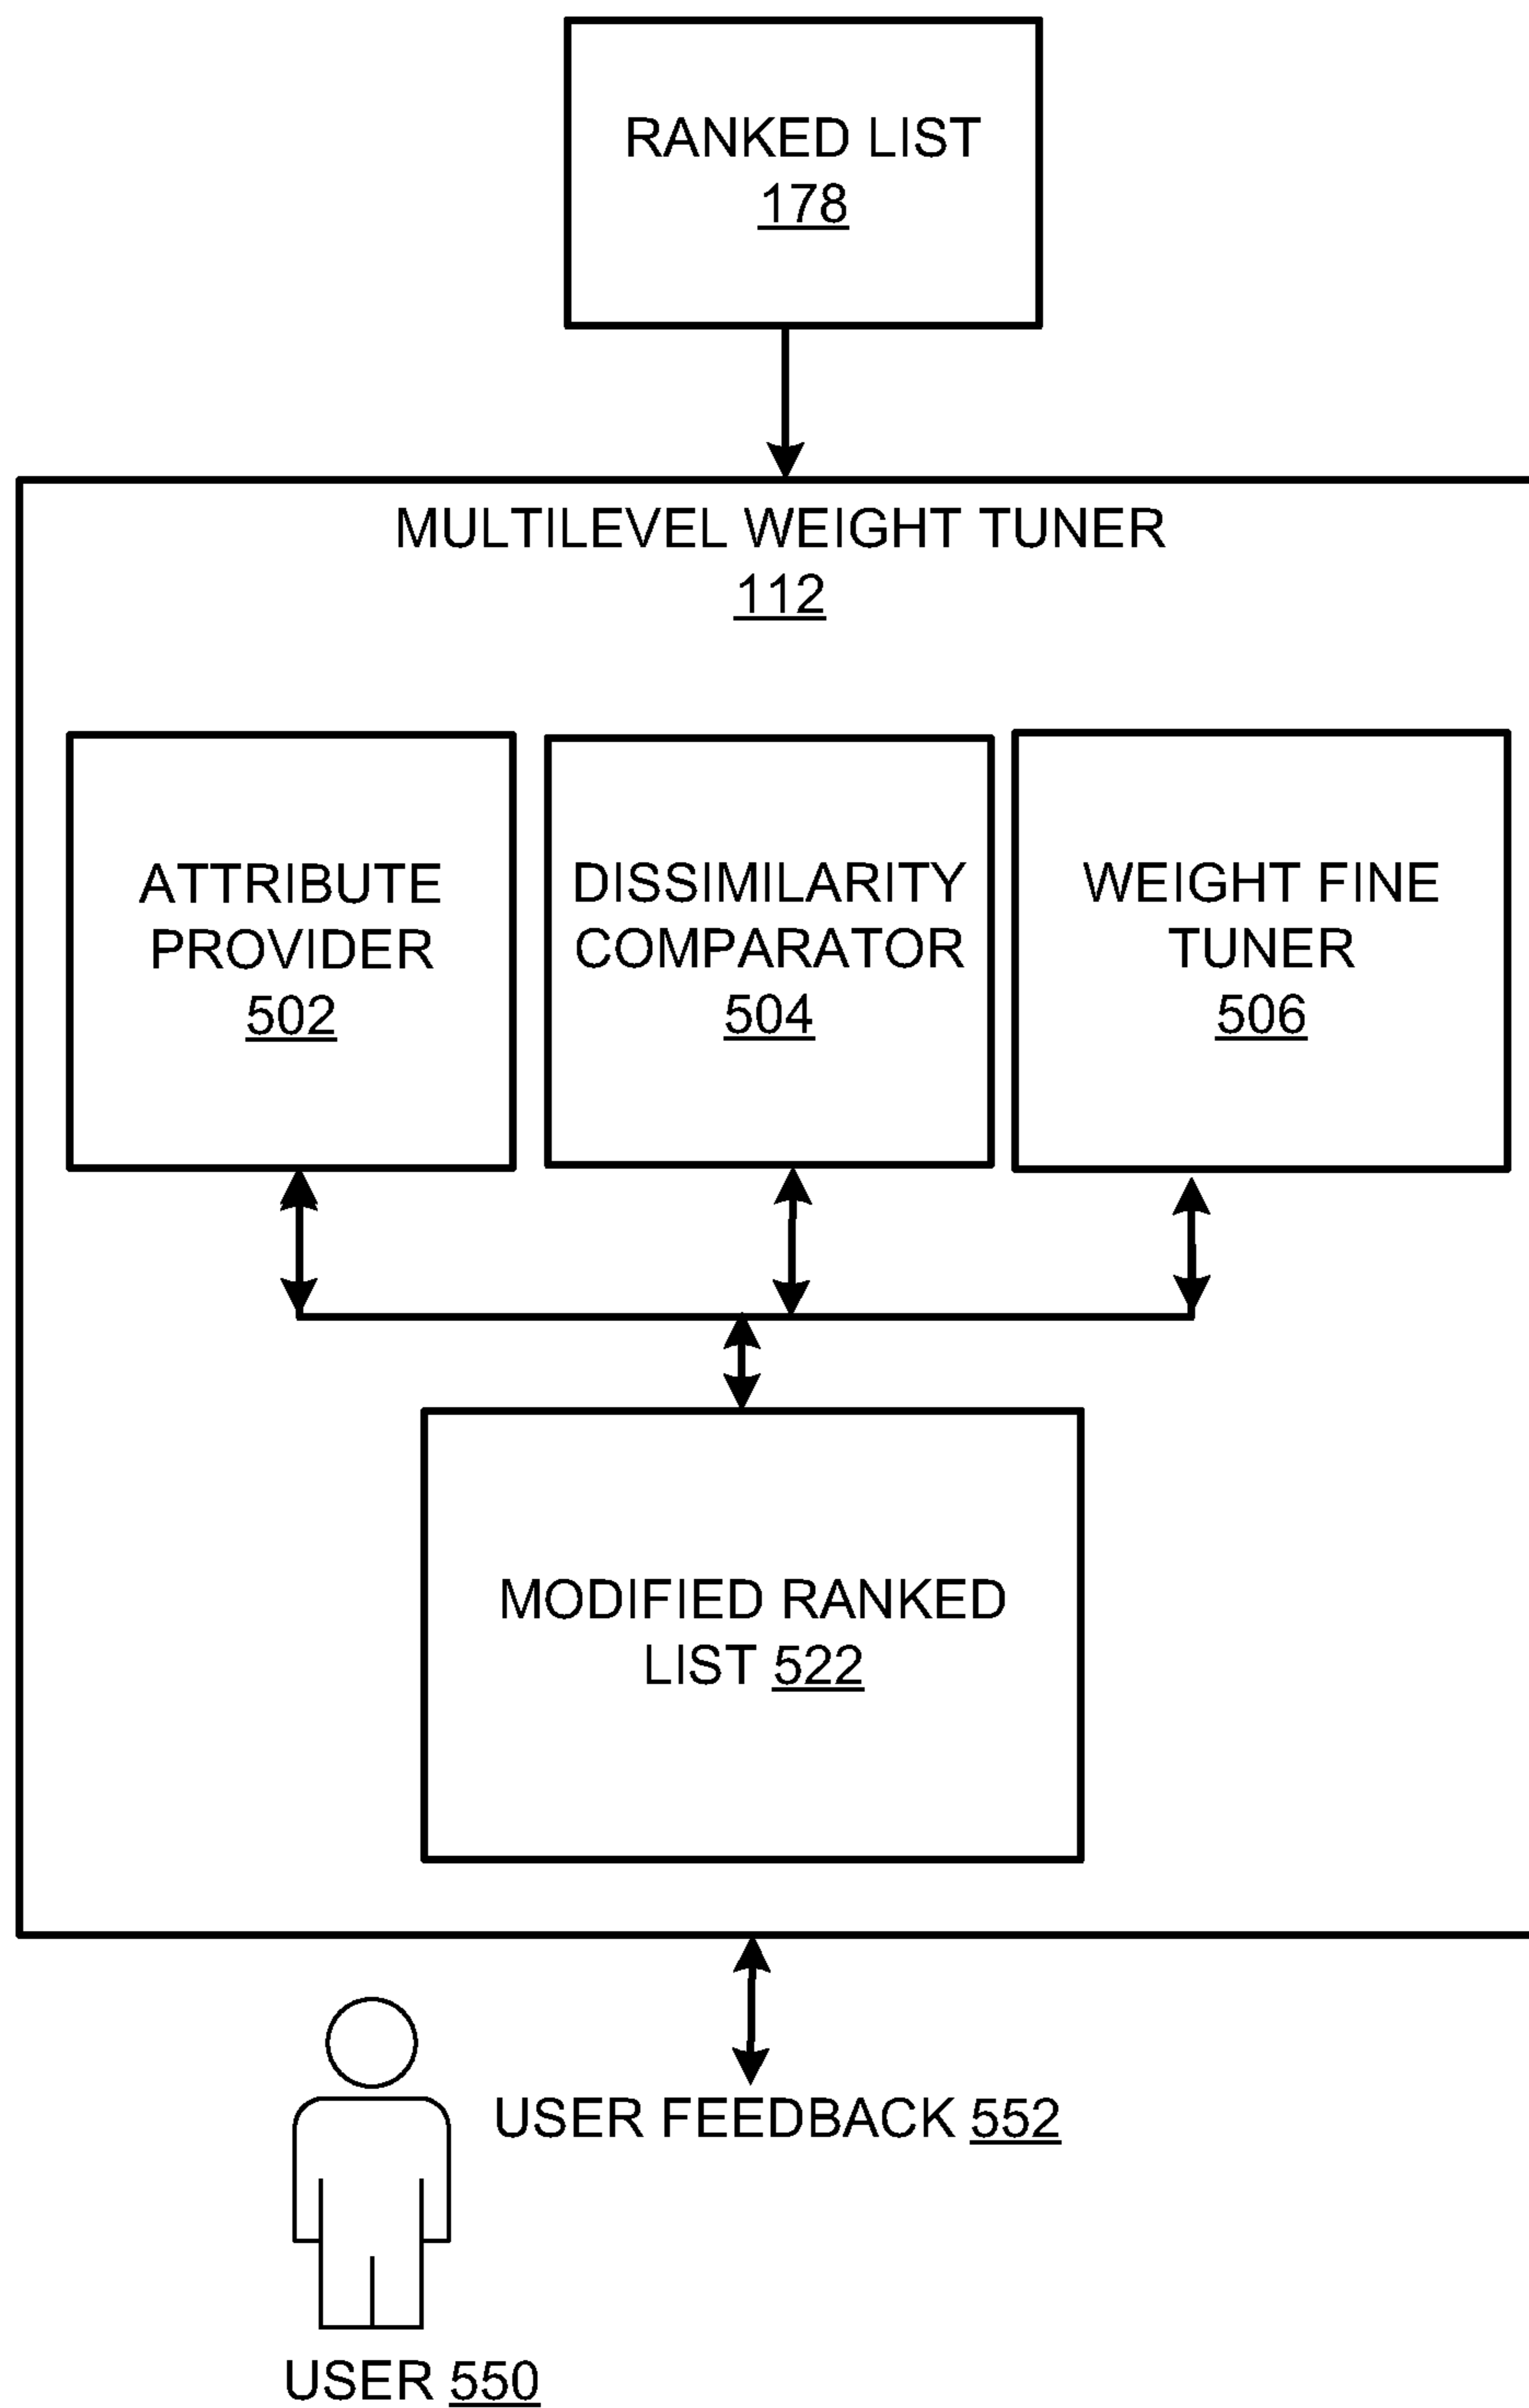 RANKED LIST
178
MULTILEVEL WEIGHT TUNER
112
ATTRIBUTE
PROVIDER
502
DISSIMILARITY
COMPARATOR
504
WEIGHT FINE
TUNER
506
MODIFIED RANKED
LIST 522
USER FEEDBACK 552
USER 550